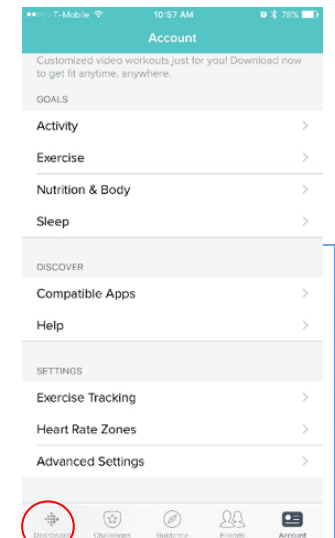 T-Mobile 10:57 AM 76%
Account
Customized video workouts just for you! Download now
to get fit anytime, anywhere.
GOALS
Activity
Exercise
Nutrition & Body
Sleep
DISCOVER
Compatible Apps
Help
SETTINGS
Exercise Tracking
Heart Rate Zones
Advanced Settings
Dashboard Challenges Guidance Friends Account